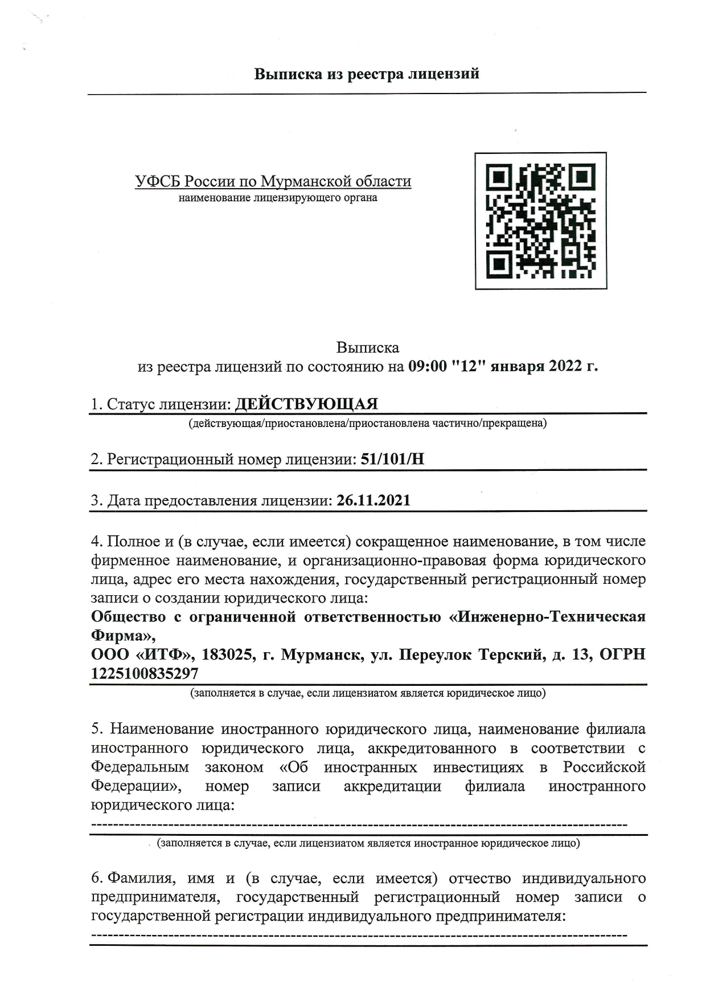 Выписка из реестра лицензий
УФСБ России по Мурманской области
наименование лицензирующего органа
Выписка
из реестра лицензий по состоянию на 09:00 "12" января 2022 г.
1. Статус лицензии: ДЕЙСТВУЮЩАЯ
(действующая/приостановлена/приостановлена частично/прекращена)
2. Регистрационный номер лицензии: 51/101/Н
3. Дата предоставления лицензии: 26.11.2021
4. Полное и (в случае, если имеется) сокращенное наименование, в том числе
фирменное наименование, и организационно-правовая форма юридического
лица, адрес его места нахождения, государственный регистрационный номер
записи о создании юридического лица:
Общество с ограниченной ответственностью «Инженерно-Техническая
Фирма»,
ООО «ИТФ», 183025, г. Мурманск, ул. Переулок Терский, д. 13, ОГРН
1225100835297
(заполняется в случае, если лицензиатом является юридическое лицо)
5. Наименование иностранного юридического лица, наименование филиала
иностранного юридического лица, аккредитованного в соответствии с
Федеральным законом «Об иностранных инвестициях в Российской
Федерации», номер записи аккредитации филиала иностранного
юридического лица:
(заполняется в случае, если лицензиатом является иностранное юридическое лицо)
6. Фамилия, имя и (в случае, если имеется) отчество индивидуального
предпринимателя, государственный регистрационный номер записи о
государственной регистрации индивидуального предпринимателя: